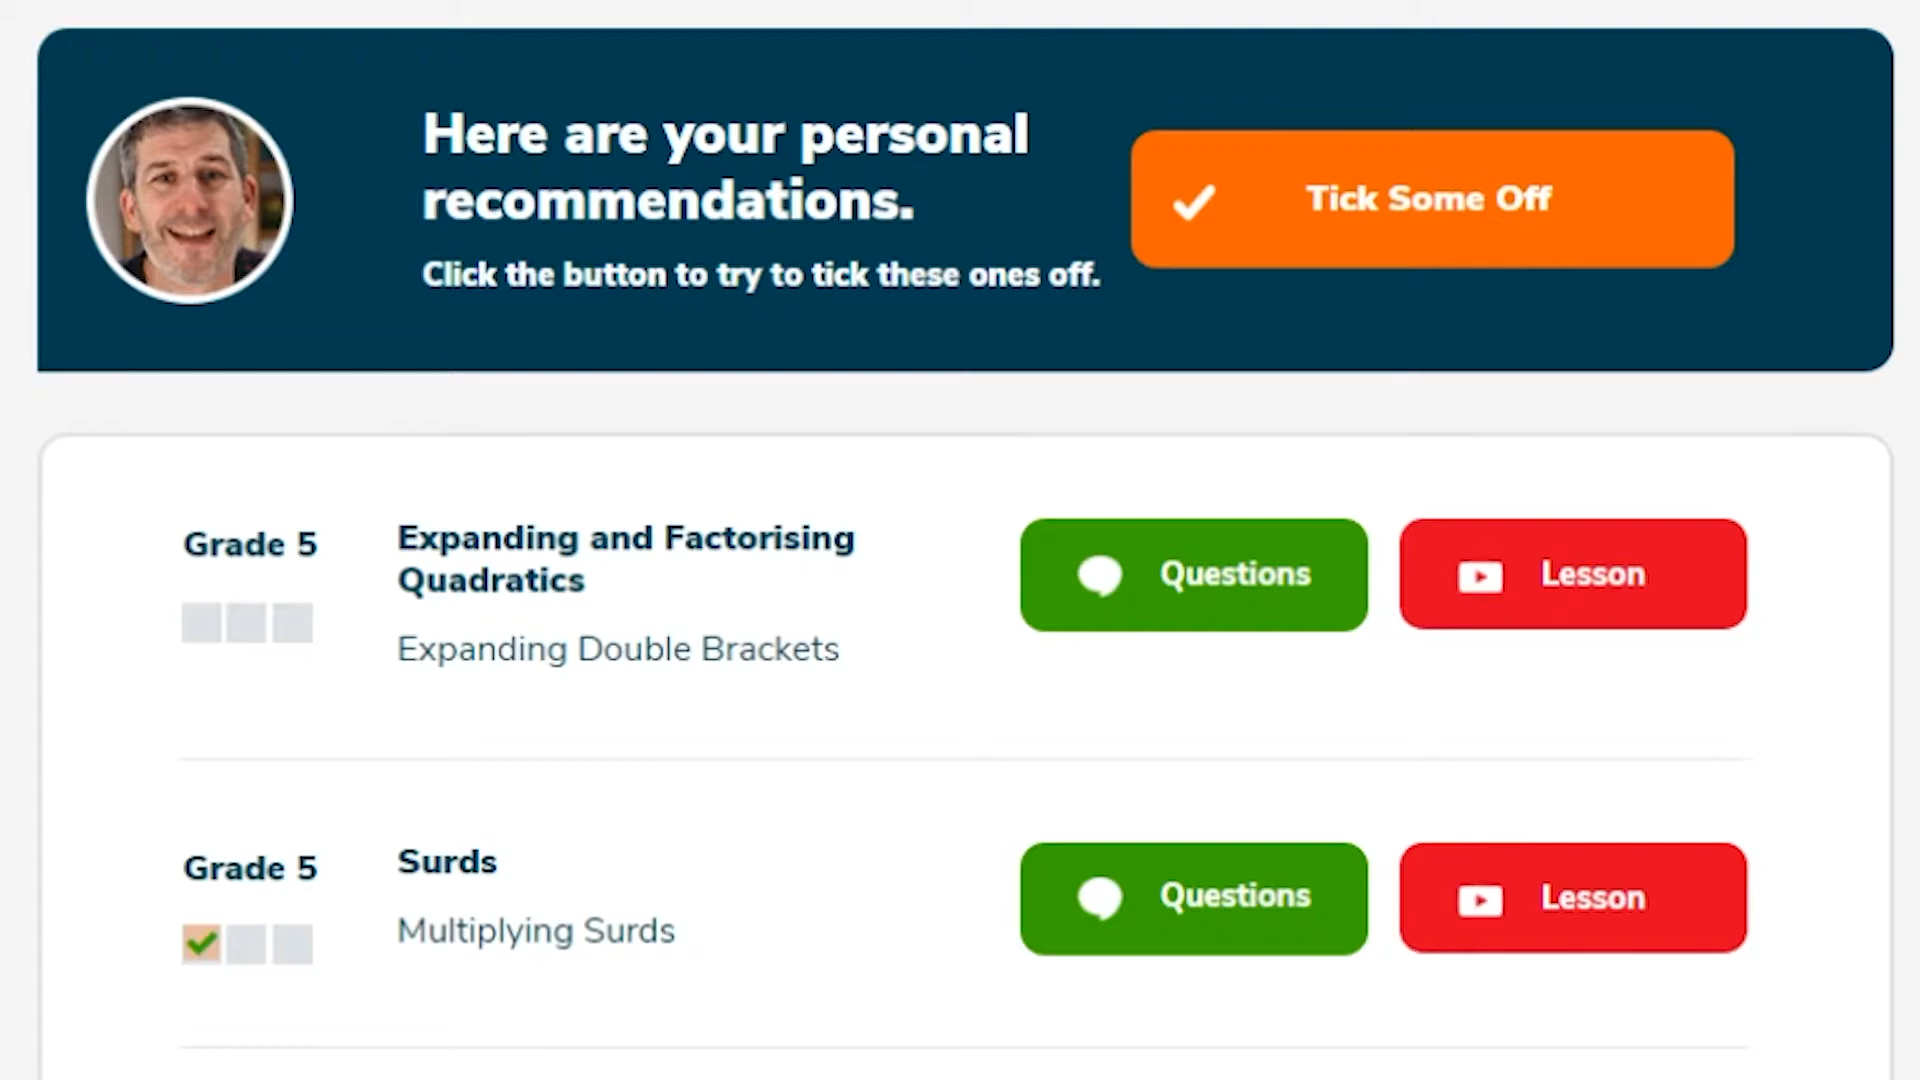 Here are your personal
recommendations.
Click the button to try to tick these ones off.
Tick Some Off
Grade 5
Expanding and Factorising
Quadratics
Expanding Double Brackets
Questions
Lesson
Grade 5
Surds
Multiplying Surds
Questions
Lesson